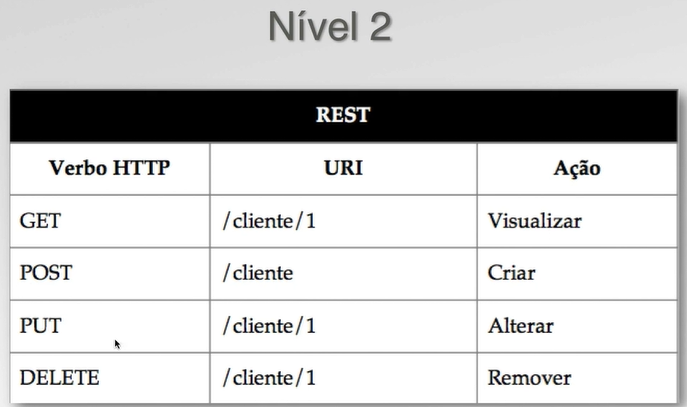 Nível 2
REST
Verbo HTTP URI Ação
GET /cliente/1 Visualizar
POST /cliente Criar
PUT /cliente/1 Alterar
DELETE /cliente/1 Remover